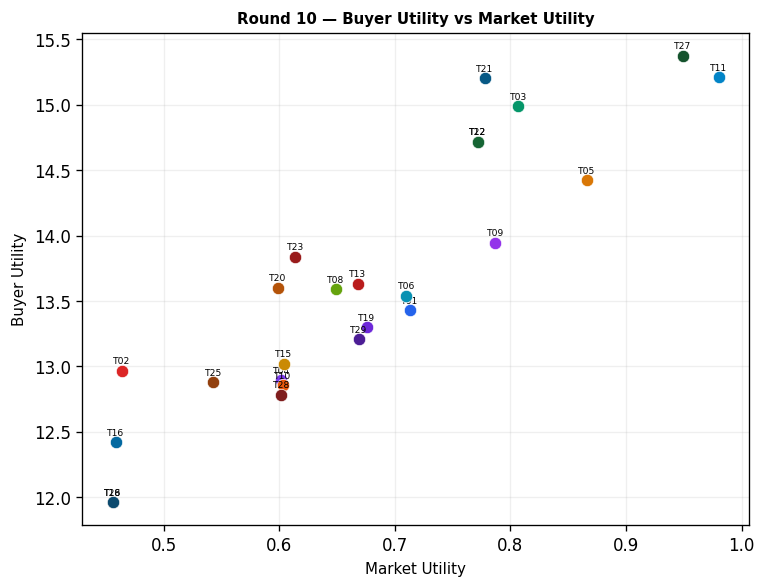 Round 10 — Buyer Utility vs Market Utility
15.5
T27
T11
T21
15.0
T03
T22
14.5
T05
14.0
T09
T23
T20
T08
T13
T06
13.5
T19
T29
T15
13.0
T02
T25
T28
12.5
T16
12.0
0.5
0.6
0.7
0.8
0.9
1.0
Buyer Utility
Market Utility